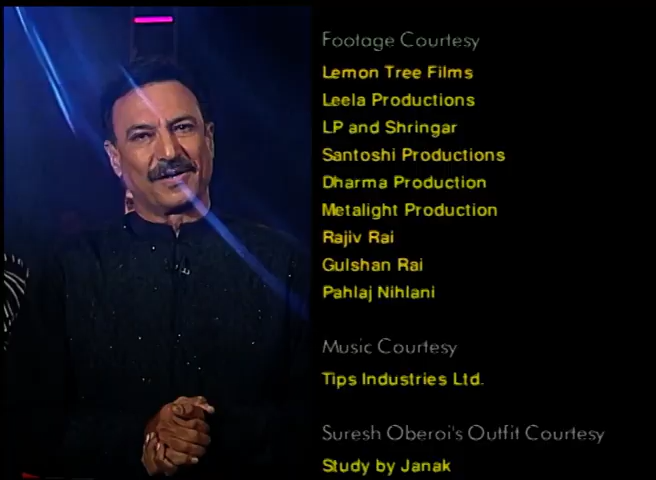 Footage Courtesy
Lemon Tree Films
Leela Productions
LP and Shringar
Santoshi Productions
Dharma Production
Metalight Production
Rajiv Rai
Gulshan Rai
Pahlaj Nihlani
Music Courtesy
Tips Industries Ltd.
Suresh Oberoi's Outfit Courtesy
Study by Janak